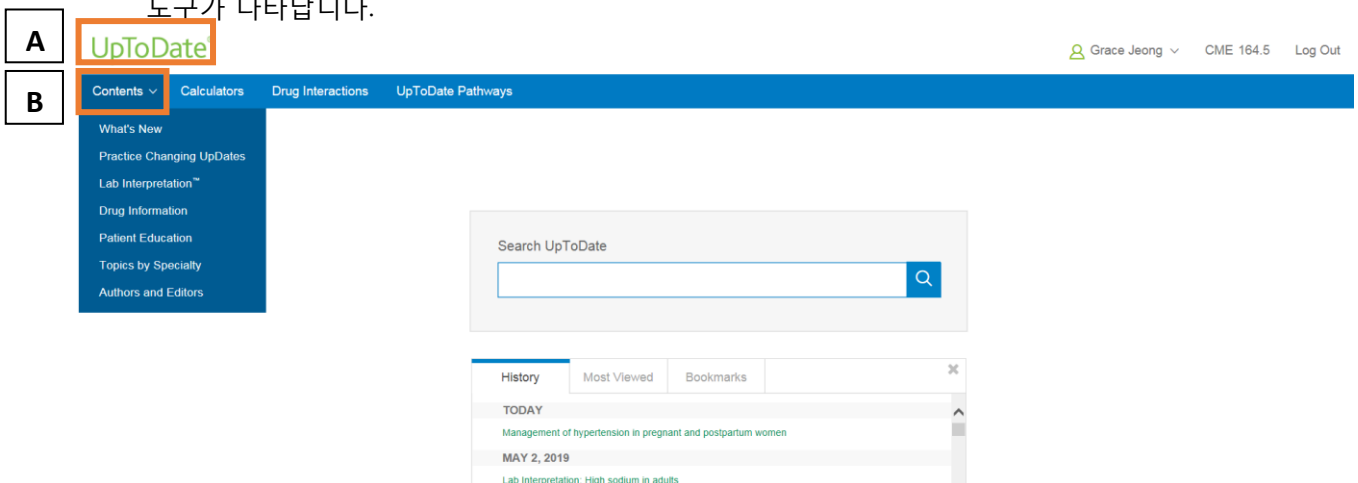 도구가 나타납니다.
A
UpToDate®
Grace Jeong
CME 164.5
Log Out
B
Contents
Calculators
Drug Interactions
UpToDate Pathways
What's New
Practice Changing UpDates
Lab Interpretation™
Drug Information
Patient Education
Topics by Specialty
Authors and Editors
Search UpToDate
History
Most Viewed
Bookmarks
TODAY
Management of hypertension in pregnant and postpartum women
MAY 2, 2019
Lab Interpretation: High sodium in adults